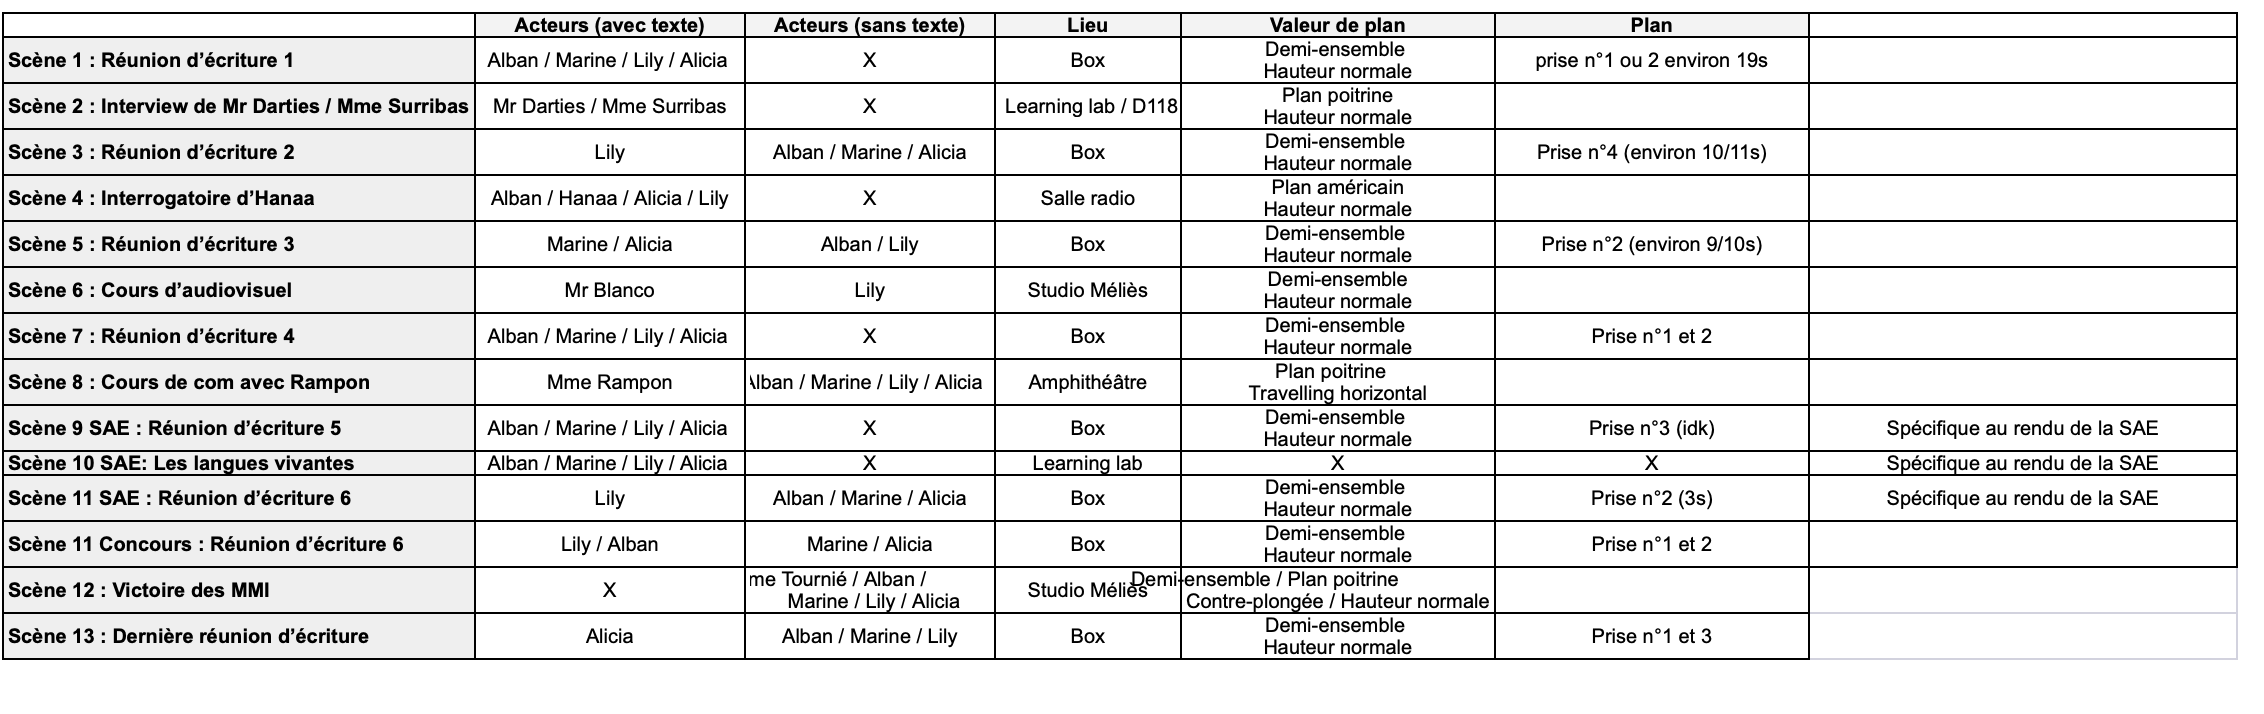 Acteurs (avec texte) Acteurs (sans texte) Lieu Valeur de plan Plan
Scène 1 : Réunion d’écriture 1 Alban / Marine / Lily / Alicia X Box Demi-ensemble Hauteur normale prise n°1 ou 2 environ 19s
Scène 2 : Interview de Mr Darties / Mme Surribas Mr Darties / Mme Surribas X Learning lab / D118 Plan poitrine Hauteur normale
Scène 3 : Réunion d’écriture 2 Lily Alban / Marine / Alicia Box Demi-ensemble Hauteur normale Prise n°4 (environ 10/11s)
Scène 4 : Interrogatoire d’Hanaa Alban / Hanaa / Alicia / Lily X Salle radio Plan américain Hauteur normale
Scène 5 : Réunion d’écriture 3 Marine / Alicia Alban / Lily Box Demi-ensemble Hauteur normale Prise n°2 (environ 9/10s)
Scène 6 : Cours d’audiovisuel Mr Blanco Lily Studio Méliès Demi-ensemble Hauteur normale
Scène 7 : Réunion d’écriture 4 Alban / Marine / Lily / Alicia X Box Demi-ensemble Hauteur normale Prise n°1 et 2
Scène 8 : Cours de com avec Rampon Mme Rampon Alban / Marine / Lily / Alicia Amphithéâtre Plan poitrine Travelling horizontal
Scène 9 SAE : Réunion d’écriture 5 Alban / Marine / Lily / Alicia X Box Demi-ensemble Hauteur normale Prise n°3 (idk) Spécifique au rendu de la SAE
Scène 10 SAE: Les langues vivantes Alban / Marine / Lily / Alicia X Learning lab X X Spécifique au rendu de la SAE
Scène 11 SAE : Réunion d’écriture 6 Lily Alban / Marine / Alicia Box Demi-ensemble Hauteur normale Prise n°2 (3s) Spécifique au rendu de la SAE
Scène 11 Concours : Réunion d’écriture 6 Lily / Alban Marine / Alicia Box Demi-ensemble Hauteur normale Prise n°1 et 2
Scène 12 : Victoire des MMI X me Tournié / Alban / Marine / Lily / Alicia Studio Méliès Demi-ensemble / Plan poitrine Contre-plongée / Hauteur normale
Scène 13 : Dernière réunion d’écriture Alicia Alban / Marine / Lily Box Demi-ensemble Hauteur normale Prise n°1 et 3